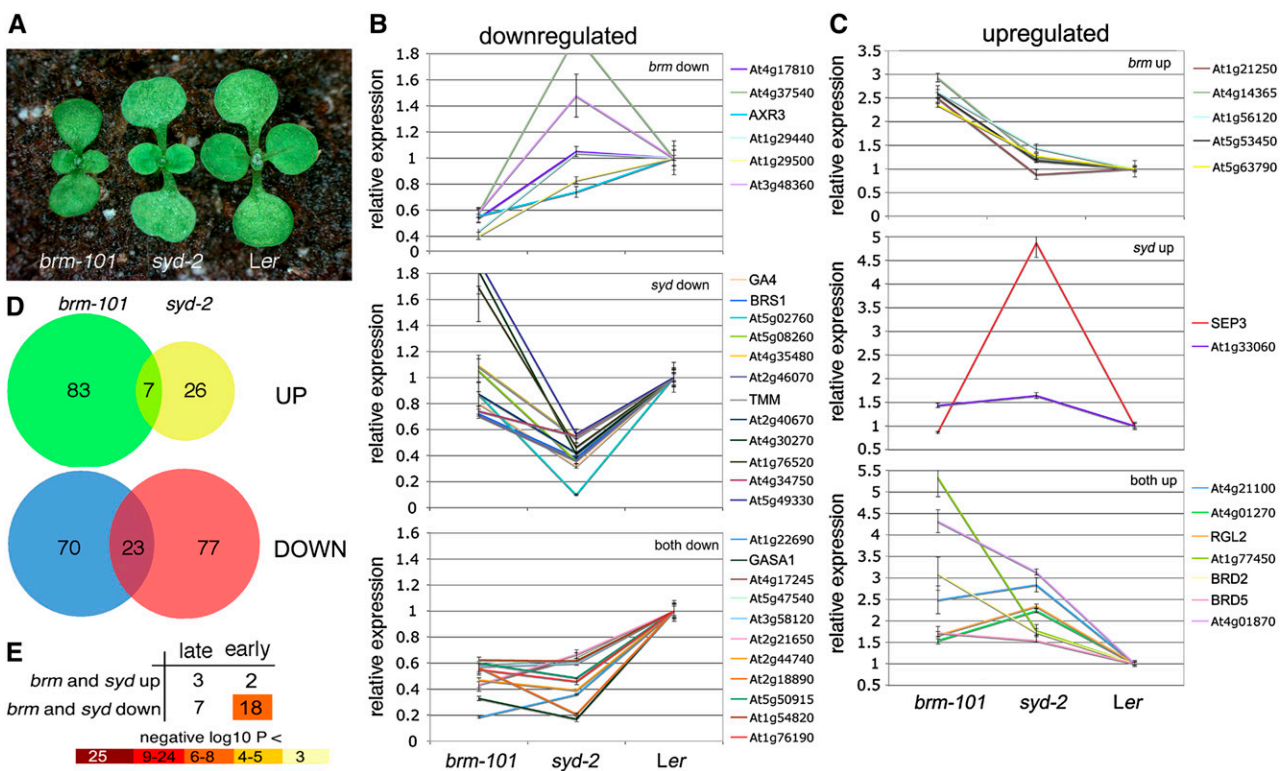 A
brm-101
syd-2
Ler
B
downregulated
relative expression
1.8
1.6
1.4
1.2
1
0.8
0.6
0.4
0.2
0
brm down
At4g17810
At4g37540
AXR3
At1g29440
At1g29500
At3g48360
relative expression
1.8
1.6
1.4
1.2
1
0.8
0.6
0.4
0.2
0
syd down
GA4
BRS1
At5g02760
At5g08260
At4g35480
At2g46070
TMM
At2g40670
At4g30270
At1g76520
At4g34750
At5g49330
relative expression
1.6
1.4
1.2
1
0.8
0.6
0.4
0.2
0
both down
At1g22690
GASA1
At4g17245
At5g47540
At3g58120
At2g21650
At2g44740
At2g18890
At5g50915
At1g54820
At1g76190
brm-101
syd-2
Ler
C
upregulated
relative expression
3.5
3
2.5
2
1.5
1
0.5
0
brm up
At1g21250
At4g14365
At1g56120
At5g53450
At5g63790
relative expression
5
4.5
4
3.5
3
2.5
2
1.5
1
0.5
syd up
SEP3
At1g33060
relative expression
5.5
5
4.5
4
3.5
3
2.5
2
1.5
1
0.5
both up
At4g21100
At4g01270
RGL2
At1g77450
BRD2
BRD5
At4g01870
brm-101
syd-2
Ler
D
brm-101
syd-2
83
7
26
UP
70
23
77
DOWN
E
late early
brm and syd up 3 2
brm and syd down 7 18
negative log10 P <
25 9-24 6-8 4-5 3